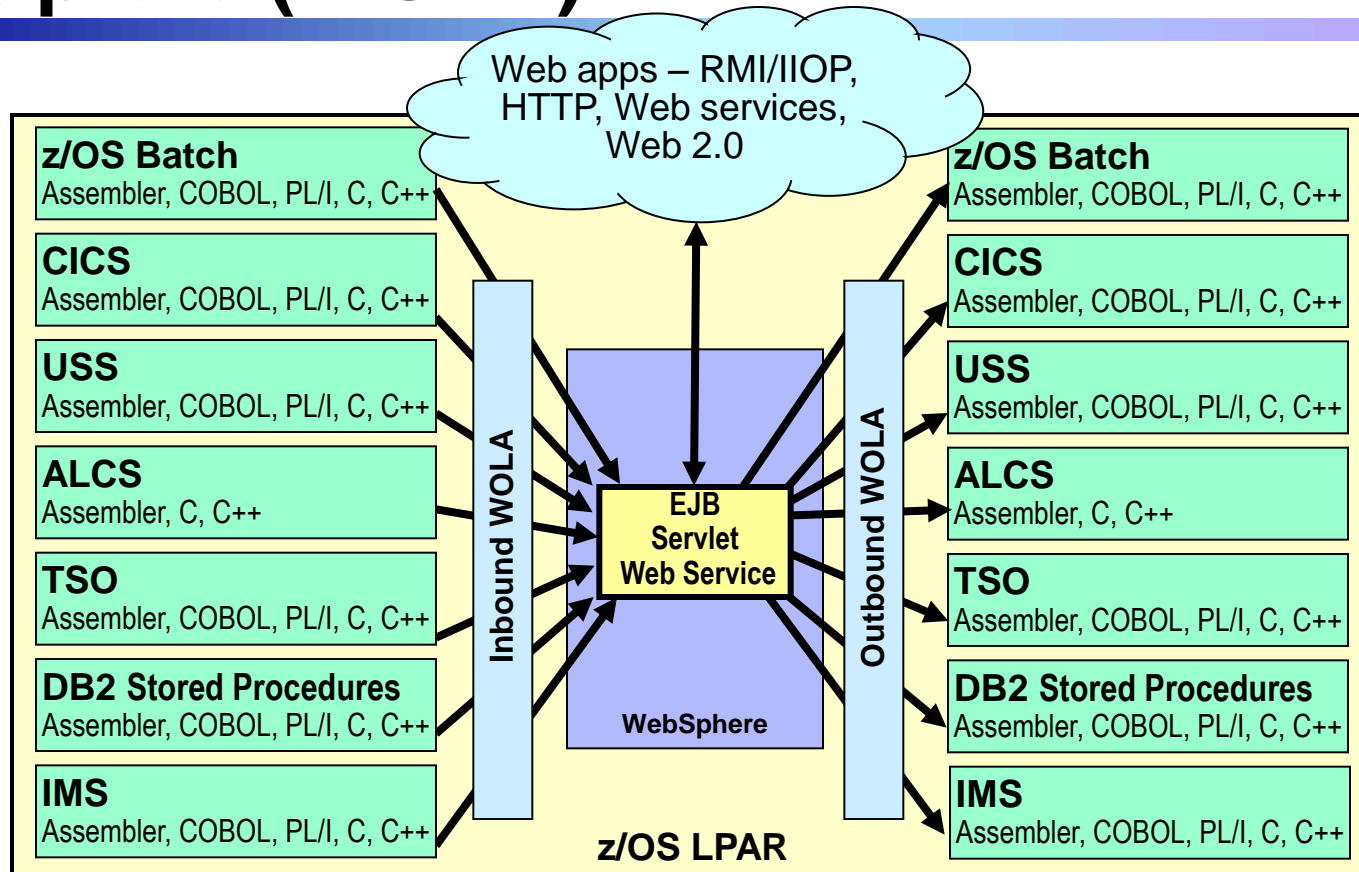 Web apps – RMI/IIOP,
HTTP, Web services,
Web 2.0
z/OS Batch
Assembler, COBOL, PL/I, C, C++
CICS
Assembler, COBOL, PL/I, C, C++
USS
Assembler, COBOL, PL/I, C, C++
ALCS
Assembler, C, C++
TSO
Assembler, COBOL, PL/I, C, C++
DB2 Stored Procedures
Assembler, COBOL, PL/I, C, C++
IMS
Assembler, COBOL, PL/I, C, C++
Inbound WOLA
EJB
Servlet
Web Service
WebSphere
z/OS LPAR
Outbound WOLA
z/OS Batch
Assembler, COBOL, PL/I, C, C++
CICS
Assembler, COBOL, PL/I, C, C++
USS
Assembler, COBOL, PL/I, C, C++
ALCS
Assembler, C, C++
TSO
Assembler, COBOL, PL/I, C, C++
DB2 Stored Procedures
Assembler, COBOL, PL/I, C, C++
IMS
Assembler, COBOL, PL/I, C, C++